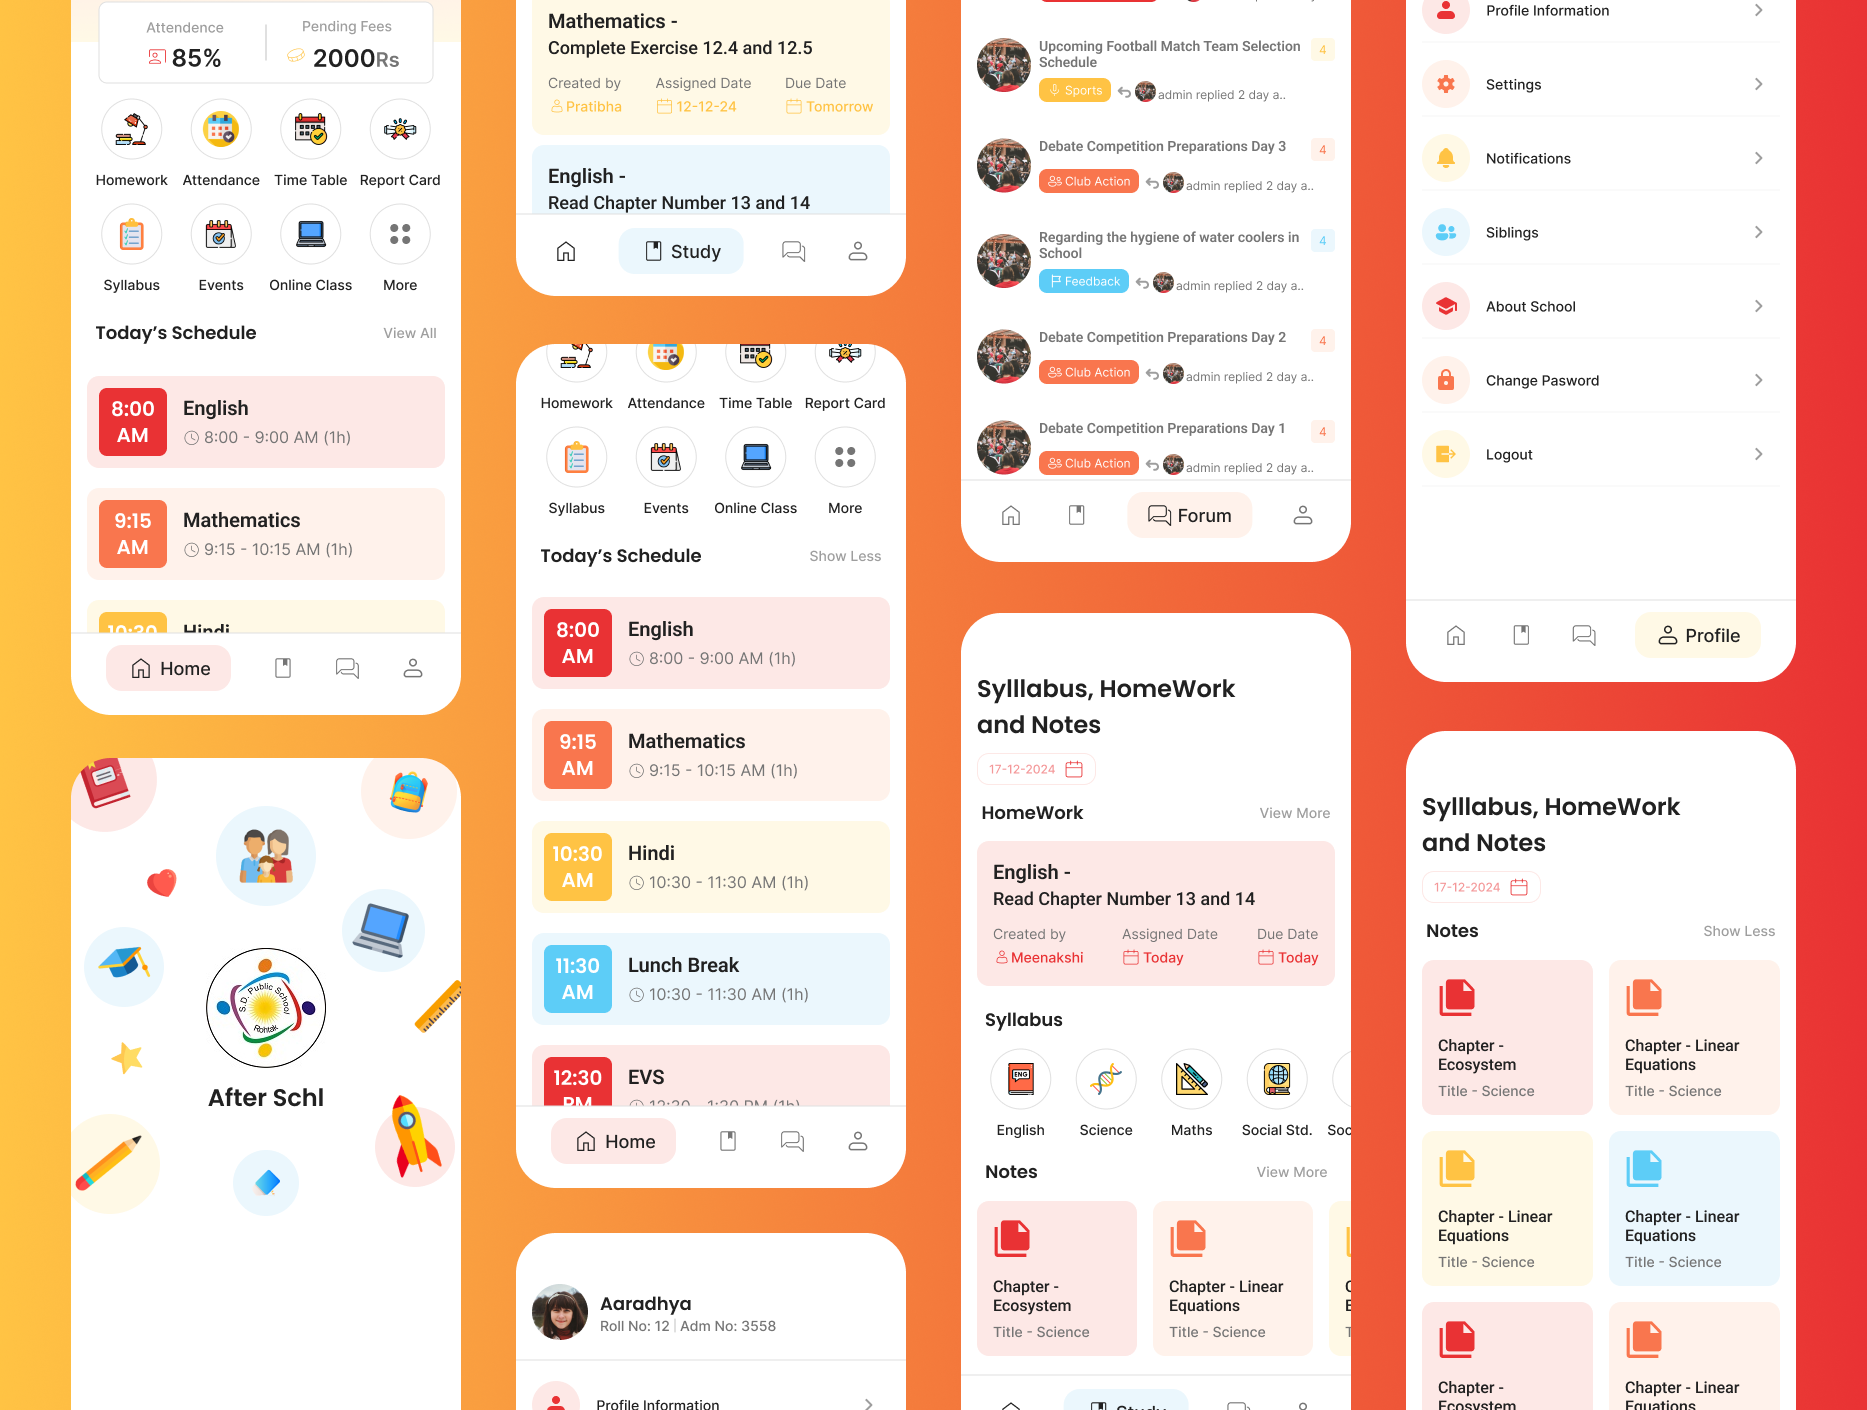 Attendence
Pending Fees
85%
2000Rs
Homework
Attendance
Time Table
Report Card
Syllabus
Events
Online Class
More
Today's Schedule
View All
8:00 AM
English
8:00 - 9:00 AM (1h)
9:15 AM
Mathematics
9:15 - 10:15 AM (1h)
10:30
Hindi
Home
S.D. Public School
Rohtak
After Schl
Mathematics -
Complete Exercise 12.4 and 12.5
Created by
Assigned Date
Due Date
Pratibha
12-12-24
Tomorrow
English -
Read Chapter Number 13 and 14
Study
Homework
Attendance
Time Table
Report Card
Syllabus
Events
Online Class
More
Today's Schedule
Show Less
8:00 AM
English
8:00 - 9:00 AM (1h)
9:15 AM
Mathematics
9:15 - 10:15 AM (1h)
10:30 AM
Hindi
10:30 - 11:30 AM (1h)
11:30 AM
Lunch Break
10:30 - 11:30 AM (1h)
12:30 PM
EVS
12:30 - 1:30 PM (1h)
Home
Aaradhya
Roll No: 12 | Adm No: 3558
Profile Information
Upcoming Football Match Team Selection
Schedule
4
Sports
admin replied 2 day a..
Debate Competition Preparations Day 3
4
Club Action
admin replied 2 day a..
Regarding the hygiene of water coolers in
School
4
Feedback
admin replied 2 day a..
Debate Competition Preparations Day 2
4
Club Action
admin replied 2 day a..
Debate Competition Preparations Day 1
4
Club Action
admin replied 2 day a..
Forum
Sylllabus, HomeWork
and Notes
17-12-2024
HomeWork
View More
English -
Read Chapter Number 13 and 14
Created by
Assigned Date
Due Date
Meenakshi
Today
Today
Syllabus
ENG
English
Science
Maths
Social Std.
Soc
Notes
View More
Chapter -
Ecosystem
Title - Science
Chapter - Linear
Equations
Title - Science
Study
Profile Information
Settings
Notifications
Siblings
About School
Change Pasword
Logout
Profile
Sylllabus, HomeWork
and Notes
17-12-2024
Notes
Show Less
Chapter -
Ecosystem
Title - Science
Chapter - Linear
Equations
Title - Science
Chapter - Linear
Equations
Title - Science
Chapter - Linear
Equations
Title - Science
Chapter -
Ecosystem
Chapter - Linear
Equations